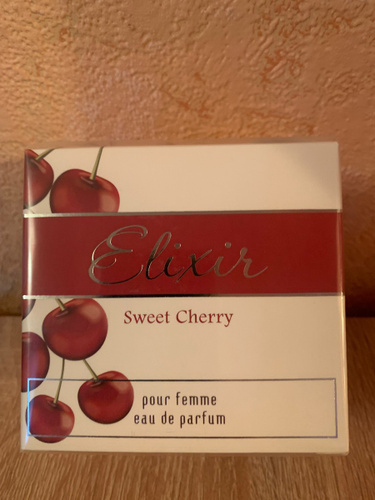 Elixir
Sweet Cherry
pour femme
eau de parfum